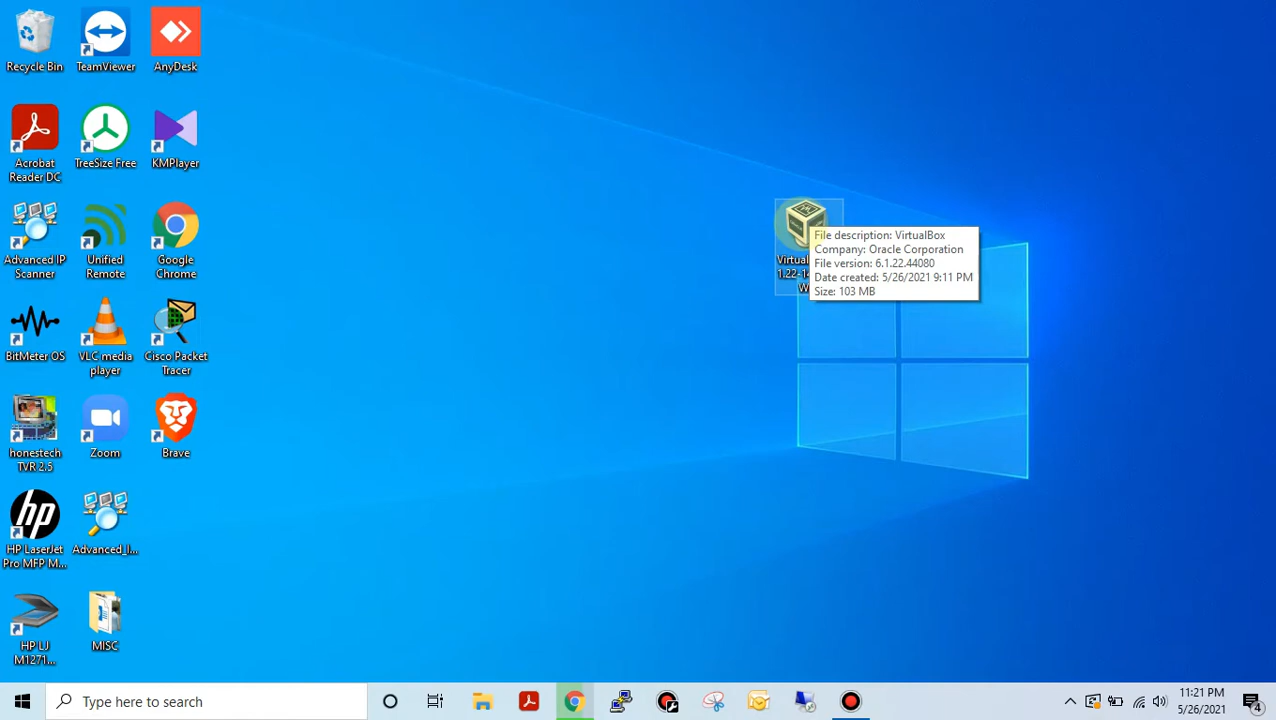 Recycle Bin
TeamViewer
AnyDesk
Acrobat
Reader DC
TreeSize Free
KMPlayer
Advanced IP
Scanner
Unified
Remote
Google
Chrome
BitMeter OS
VLC media
player
Cisco Packet
Tracer
honestech
TVR 2.5
Zoom
Brave
hp
HP LaserJet
Pro MFP M...
Advanced_I...
HP LJ
M1271...
MISC
File description: VirtualBox
Company: Oracle Corporation
File version: 6.1.22.44080
Date created: 5/26/2021 9:11 PM
Size: 103 MB
Type here to search
11:21 PM
5/26/2021
4